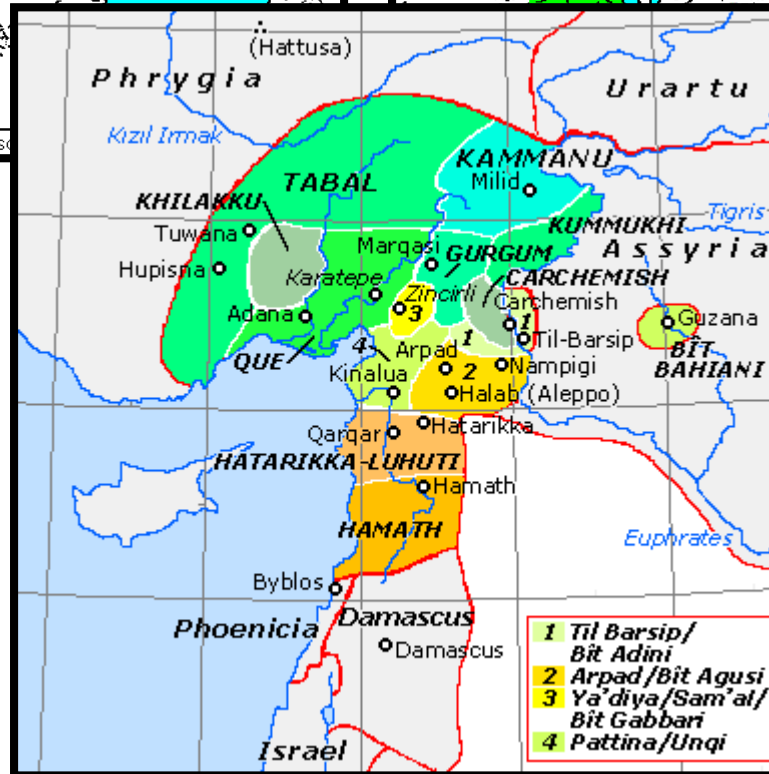 (Hattusa)
Phrygia
Urartu
Kızıl Irmak
KAMMANU
Milid
TABAL
KHILAKKU
Tigris
KUMMUKHI
Tuwana
Marqasi
GURGUM
Assyria
Hupisna
Karatepe
CARCHEMISH
Zincirli
Carchemish
3
Adana
1
Guzana
QUE
4
1
Til-Barsip
BÎT
BAHIANI
Arpad
2
Nampigi
Kinalua
Halab (Aleppo)
Hatarikka
Qarqar
HATARIKKA-LUHUTI
Hamath
HAMATH
Euphrates
Byblos
Phoenicia
Damascus
Damascus
Israel
1 Til Barsip/
Bît Adini
2 Arpad/Bît Agusi
3 Ya'diya/Sam'al/
Bît Gabbari
4 Pattina/Unqi